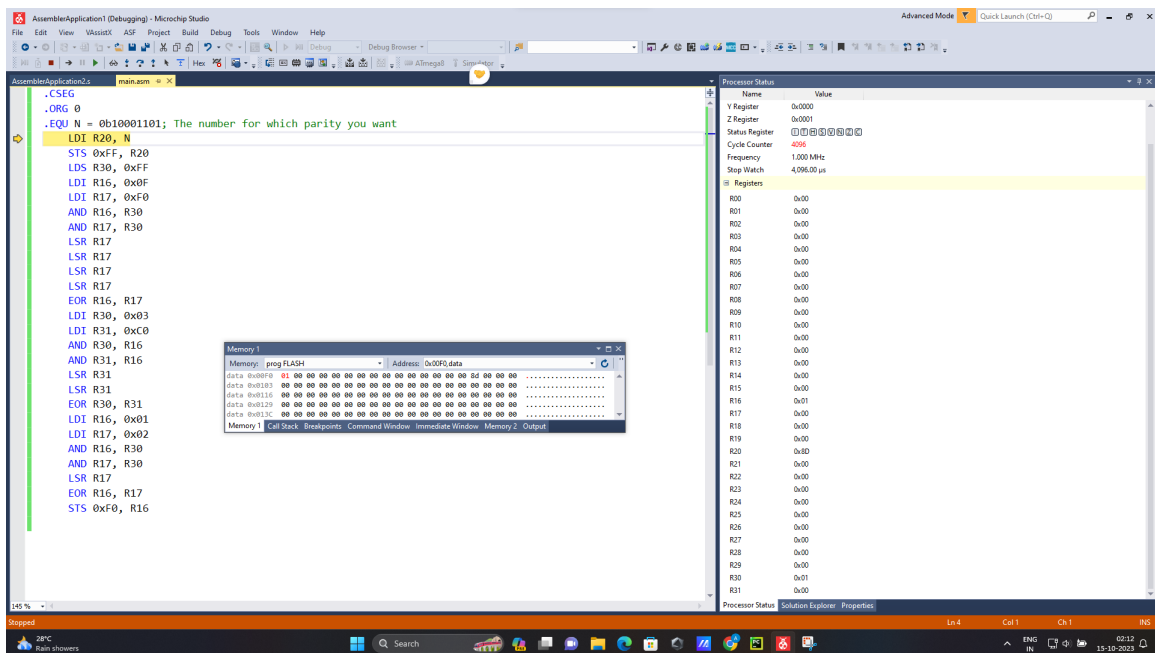 AssemblerApplication1 (Debugging) - Microchip Studio
Advanced Mode
Quick Launch (Ctrl+Q)
File Edit View VAssistX ASF Project Build Debug Tools Window Help
Debug
Debug Browser
Hex
ATmega8
Simulator
AssemblerApplication2.s
main.asm
.CSEG
.ORG 0
.EQU N = 0b10001101; The number for which parity you want
LDI R20, N
STS 0xFF, R20
LDS R30, 0xFF
LDI R16, 0x0F
LDI R17, 0xF0
AND R16, R30
AND R17, R30
LSR R17
LSR R17
LSR R17
LSR R17
EOR R16, R17
LDI R30, 0x03
LDI R31, 0xC0
AND R30, R16
AND R31, R16
LSR R31
LSR R31
EOR R30, R31
LDI R16, 0x01
LDI R17, 0x02
AND R16, R30
AND R17, R30
LSR R17
EOR R16, R17
STS 0xF0, R16
145 %
Memory 1
Memory: prog FLASH
Address: 0x00F0,data
data 0x00F0 01 00 00 00 00 00 00 00 00 00 00 00 00 00 00 8d 00 00 00 ...................
data 0x0103 00 00 00 00 00 00 00 00 00 00 00 00 00 00 00 00 00 00 00 ...................
data 0x0116 00 00 00 00 00 00 00 00 00 00 00 00 00 00 00 00 00 00 00 ...................
data 0x0129 00 00 00 00 00 00 00 00 00 00 00 00 00 00 00 00 00 00 00 ...................
data 0x013C 00 00 00 00 00 00 00 00 00 00 00 00 00 00 00 00 00 00 00 ...................
Memory 1 Call Stack Breakpoints Command Window Immediate Window Memory 2 Output
Processor Status
Name Value
Y Register 0x0000
Z Register 0x0001
Status Register I T H S V N Z C
Cycle Counter 4096
Frequency 1.000 MHz
Stop Watch 4,096.00 µs
Registers
R00 0x00
R01 0x00
R02 0x00
R03 0x00
R04 0x00
R05 0x00
R06 0x00
R07 0x00
R08 0x00
R09 0x00
R10 0x00
R11 0x00
R12 0x00
R13 0x00
R14 0x00
R15 0x00
R16 0x01
R17 0x00
R18 0x00
R19 0x00
R20 0x8D
R21 0x00
R22 0x00
R23 0x00
R24 0x00
R25 0x00
R26 0x00
R27 0x00
R28 0x00
R29 0x00
R30 0x01
R31 0x00
Processor Status Solution Explorer Properties
Stopped
Ln 4 Col 1 Ch 1 INS
28°C
Rain showers
Search
ENG
IN
02:12
15-10-2023